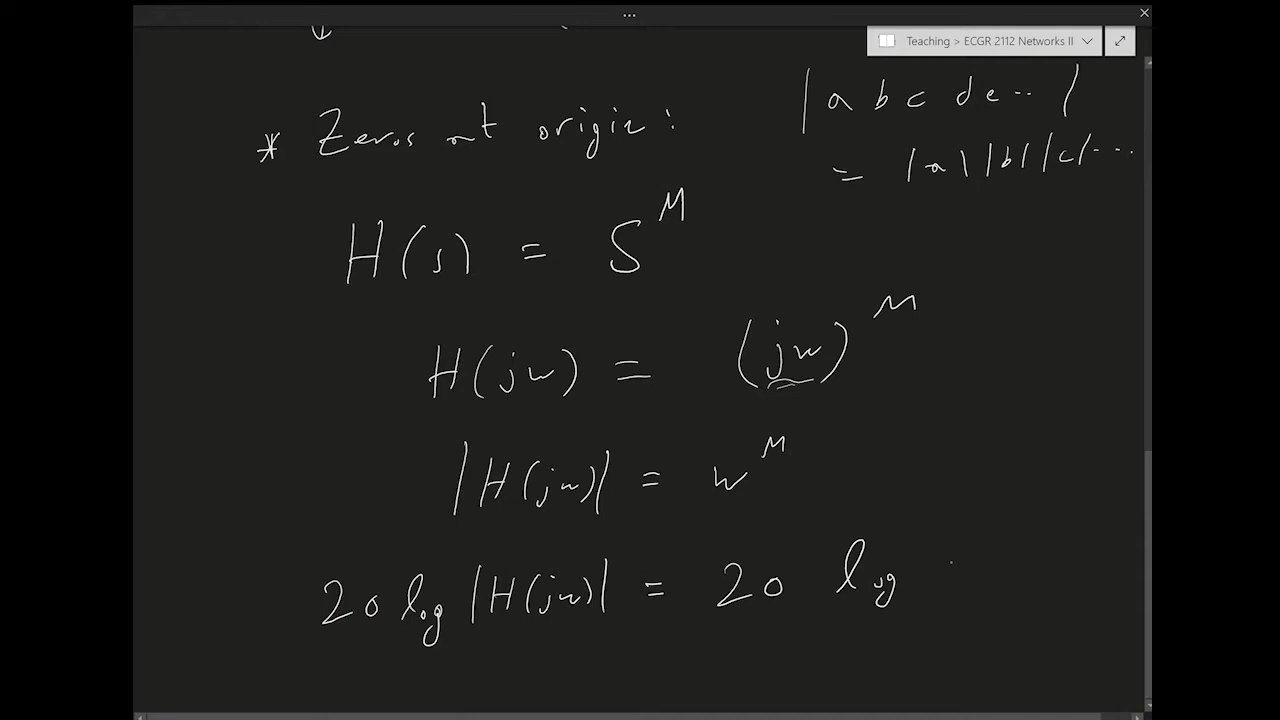 Teaching > ECGR 2112 Networks II
|a b c d e ... |
= |a||b||c|...
* Zeros at origin:
H(s) = S^M
H(jw) = (jw)^M
|H(jw)| = w^M
20 log |H(jw)| = 20 log